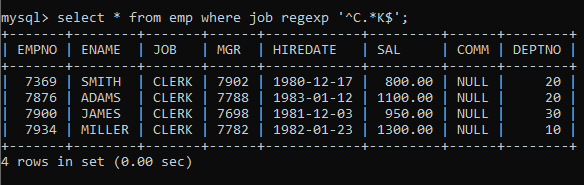 mysql> select * from emp where job regexp '^C.*K$';
+-------+--------+-------+------+------------+---------+------+--------+
| EMPNO | ENAME | JOB | MGR | HIREDATE | SAL | COMM | DEPTNO |
+-------+--------+-------+------+------------+---------+------+--------+
| 7369 | SMITH | CLERK | 7902 | 1980-12-17 | 800.00 | NULL | 20 |
| 7876 | ADAMS | CLERK | 7788 | 1983-01-12 | 1100.00 | NULL | 20 |
| 7900 | JAMES | CLERK | 7698 | 1981-12-03 | 950.00 | NULL | 30 |
| 7934 | MILLER | CLERK | 7782 | 1982-01-23 | 1300.00 | NULL | 10 |
+-------+--------+-------+------+------------+---------+------+--------+
4 rows in set (0.00 sec)